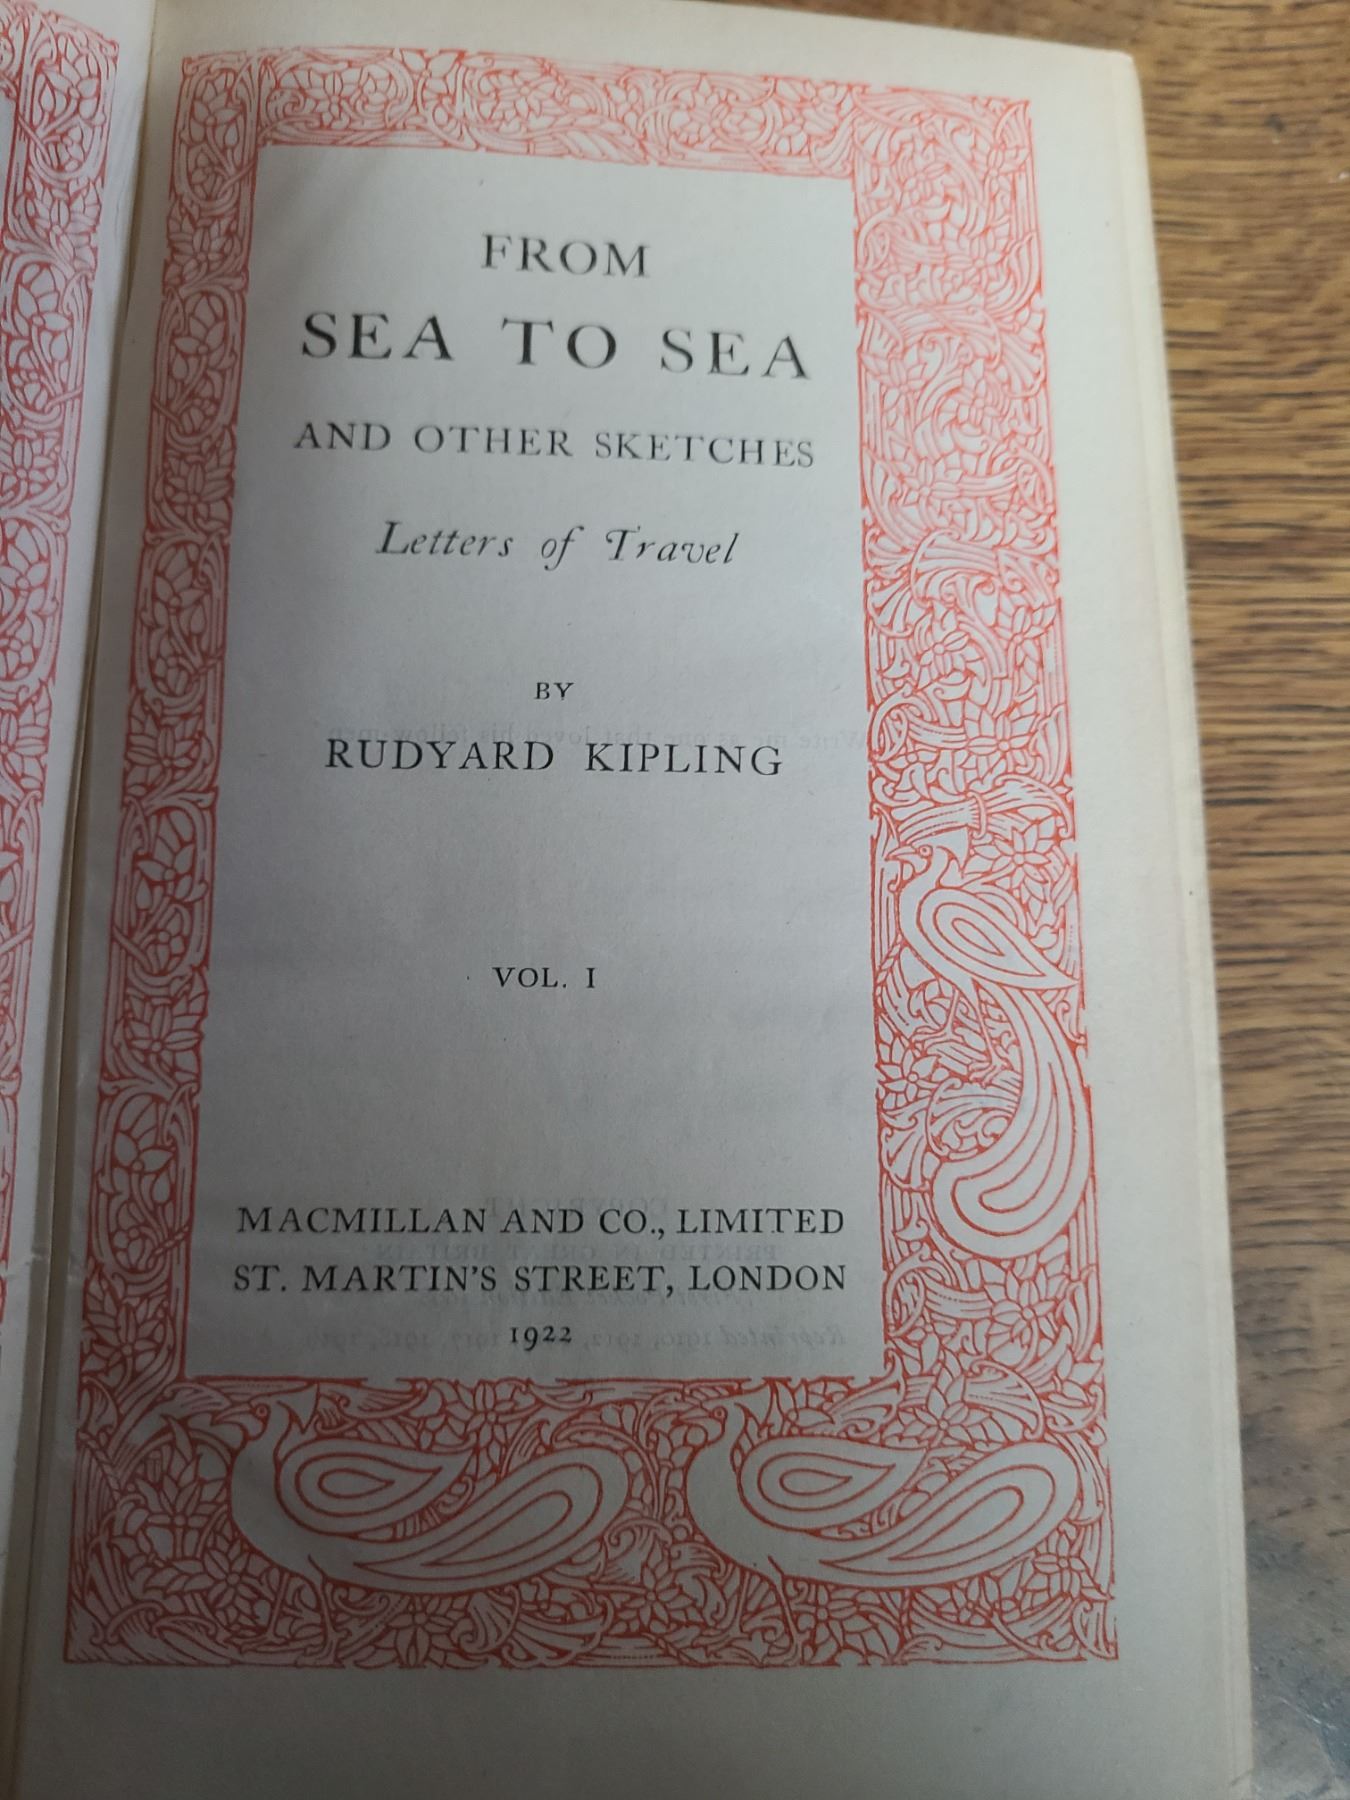 FROM
SEA TO SEA
AND OTHER SKETCHES
Letters of Travel
BY
RUDYARD KIPLING
VOL. I
MACMILLAN AND CO., LIMITED
ST. MARTIN'S STREET, LONDON
1922